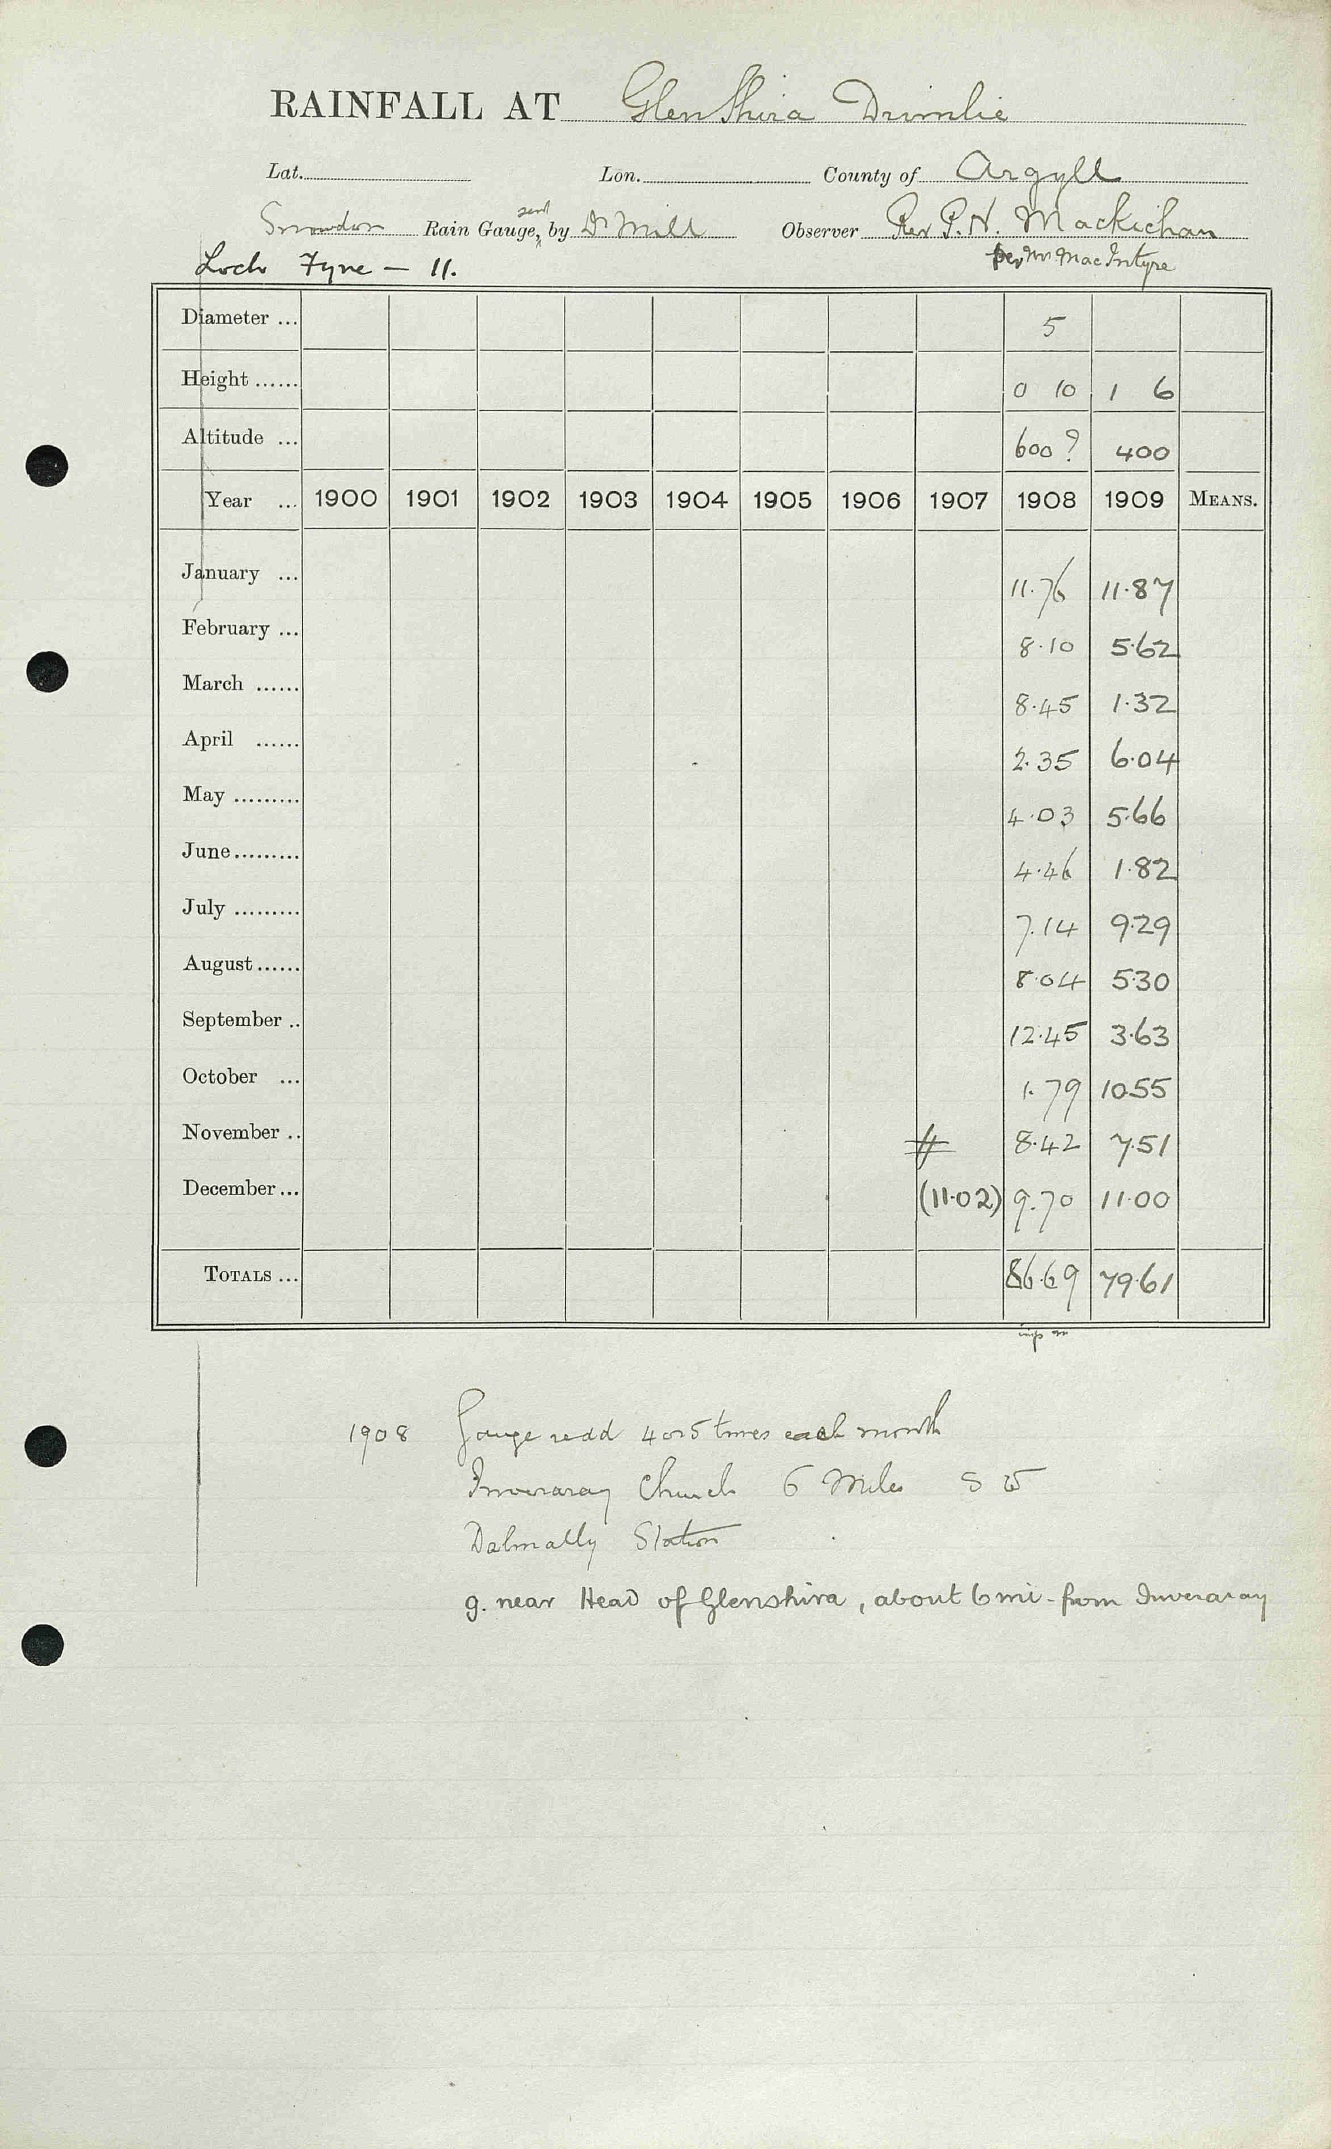 RAINFALL AT Glen Shira Drimlie
Lat. Lon. County of Argyll
Snowdon Rain Gauge, sent by Dr Mill Observer Rev P. N. Mackichan
Loch Fyne — 11. per Mr MacIntyre
Diameter ... 5
Height ...... 0 10 1 6
Altitude ... 600 ? 400
Year ... 1900 1901 1902 1903 1904 1905 1906 1907 1908 1909 MEANS.
January ... 11.76 11.87
February ... 8.10 5.62
March ...... 8.45 1.32
April ...... 2.35 6.04
May ......... 4.03 5.66
June ......... 4.46 1.82
July ......... 7.14 9.29
August ...... 8.04 5.30
September .. 12.45 3.63
October ... 1.79 10.55
November .. 8.42 7.51
December ... (11.02) 9.70 11.00
TOTALS ... 86.69 79.61
1908 Gauge read 4 or 5 times each month
Inveraray Church 6 Miles S W
Dalmally Station
g. near Head of Glenshira, about 6 mi - from Inveraray